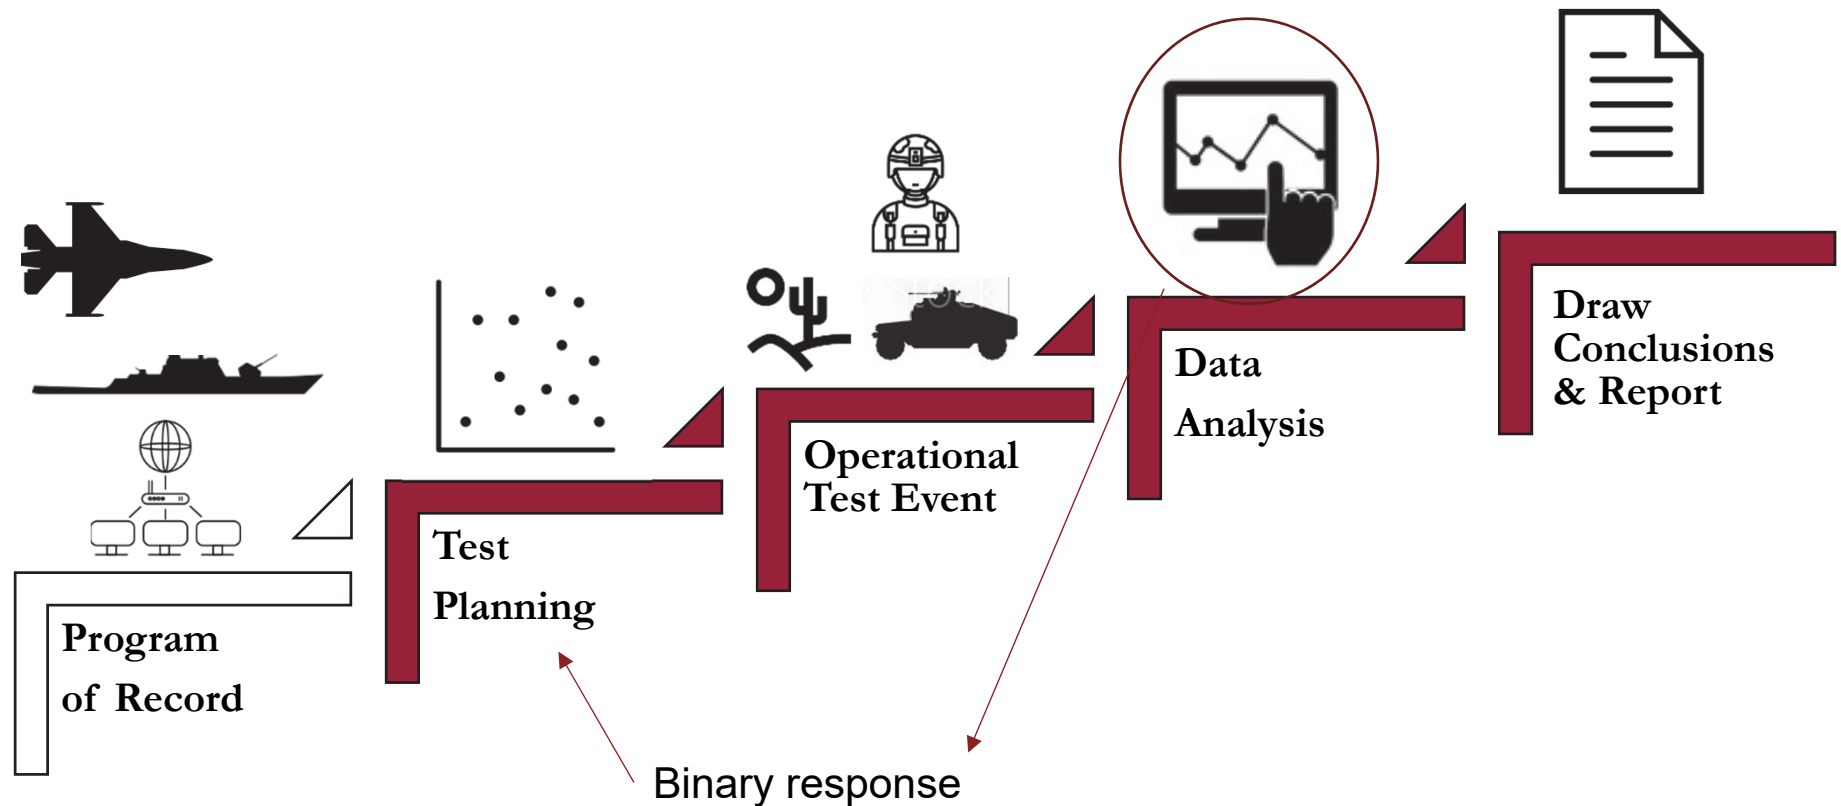 Program
of Record
Test
Planning
Operational
Test Event
Data
Analysis
Draw
Conclusions
& Report
Binary response